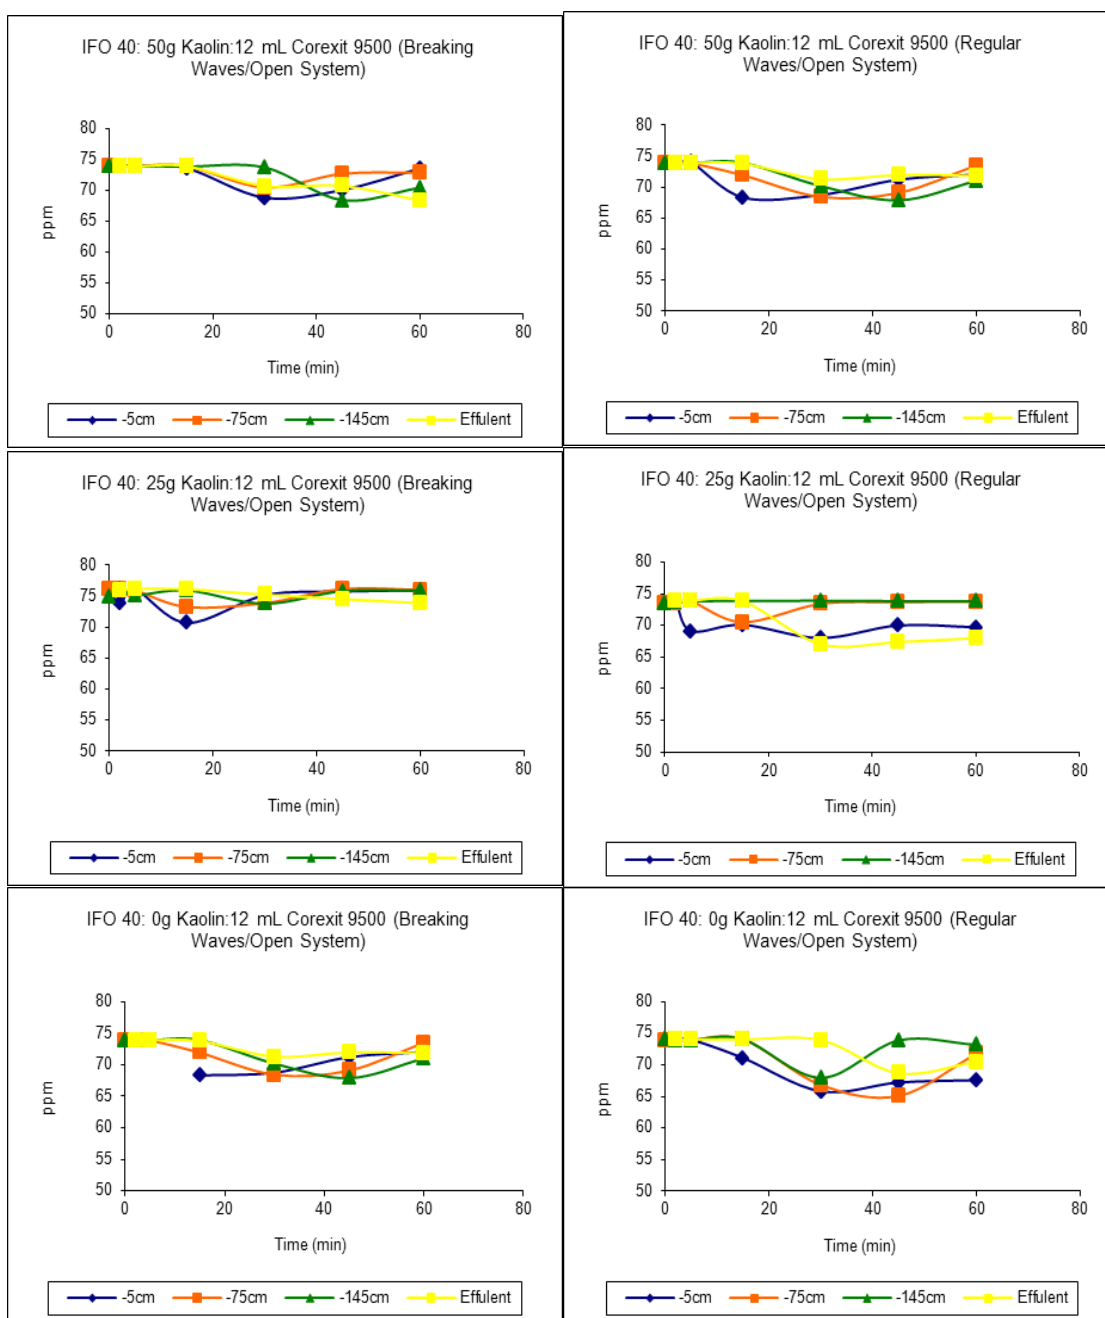 IFO 40: 50g Kaolin:12 mL Corexit 9500 (Breaking
Waves/Open System)
80
75
70
65
60
55
50
ppm
0 20 40 60 80
Time (min)
-5cm -75cm -145cm Effulent
IFO 40: 50g Kaolin:12 mL Corexit 9500 (Regular
Waves/Open System)
80
75
70
65
60
55
50
ppm
0 20 40 60 80
Time (min)
-5cm -75cm -145cm Effulent
IFO 40: 25g Kaolin:12 mL Corexit 9500 (Breaking
Waves/Open System)
80
75
70
65
60
55
50
ppm
0 20 40 60 80
Time (min)
-5cm -75cm -145cm Effulent
IFO 40: 25g Kaolin:12 mL Corexit 9500 (Regular
Waves/Open System)
80
75
70
65
60
55
50
ppm
0 20 40 60 80
Time (min)
-5cm -75cm -145cm Effulent
IFO 40: 0g Kaolin:12 mL Corexit 9500 (Breaking
Waves/Open System)
80
75
70
65
60
55
50
ppm
0 20 40 60 80
Time (min)
-5cm -75cm -145cm Effulent
IFO 40: 0g Kaolin:12 mL Corexit 9500 (Regular
Waves/Open System)
80
75
70
65
60
55
50
ppm
0 20 40 60 80
Time (min)
-5cm -75cm -145cm Effulent